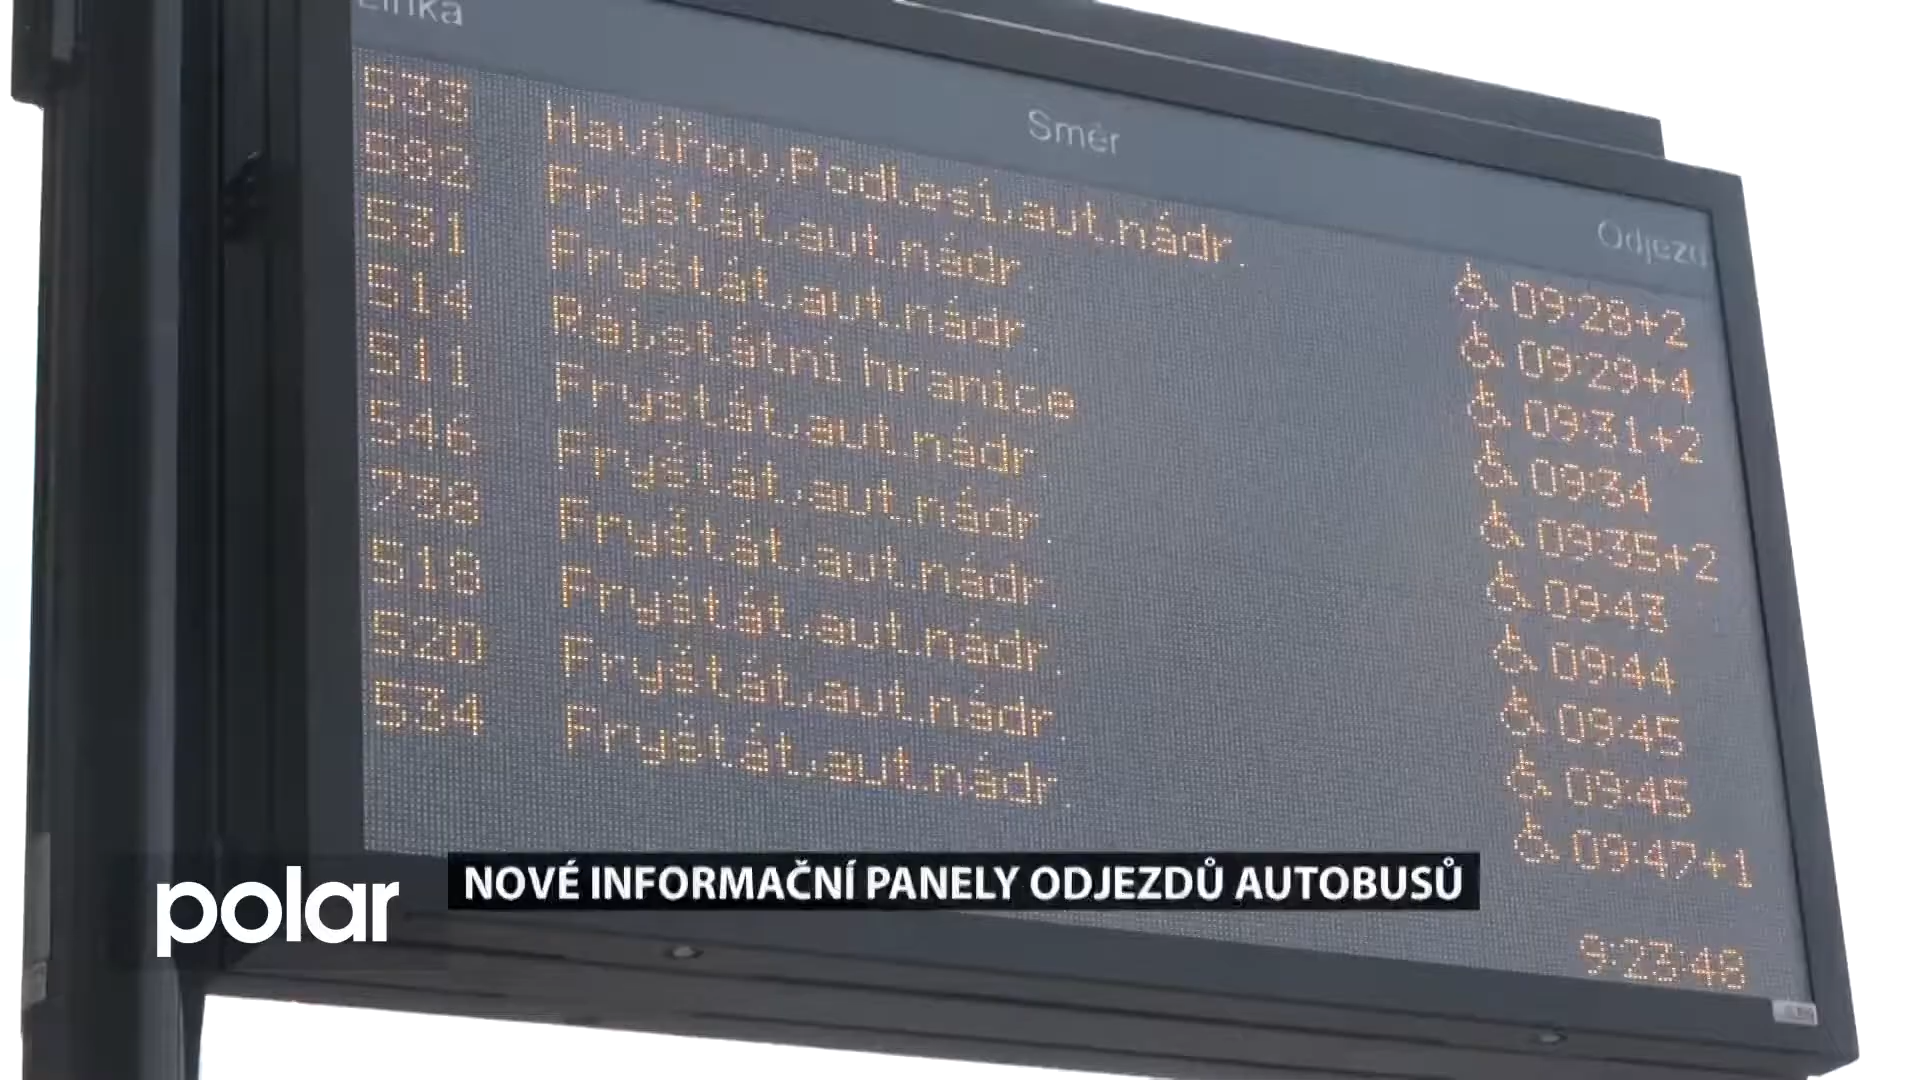 Linka Směr Odjezd
533 Havířov,Podlesí,aut.nádr. 09:28+2
532 Fryštát,aut.nádr. 09:29+4
531 Fryštát,aut.nádr. 09:31+2
514 Ráj,státní hranice 09:34
511 Fryštát,aut.nádr. 09:35+2
546 Fryštát,aut.nádr. 09:43
738 Fryštát,aut.nádr. 09:44
518 Fryštát,aut.nádr. 09:45
520 Fryštát,aut.nádr. 09:45
534 Fryštát,aut.nádr. 09:47+1
9:23:48
polar
NOVÉ INFORMAČNÍ PANELY ODJEZDŮ AUTOBUSŮ